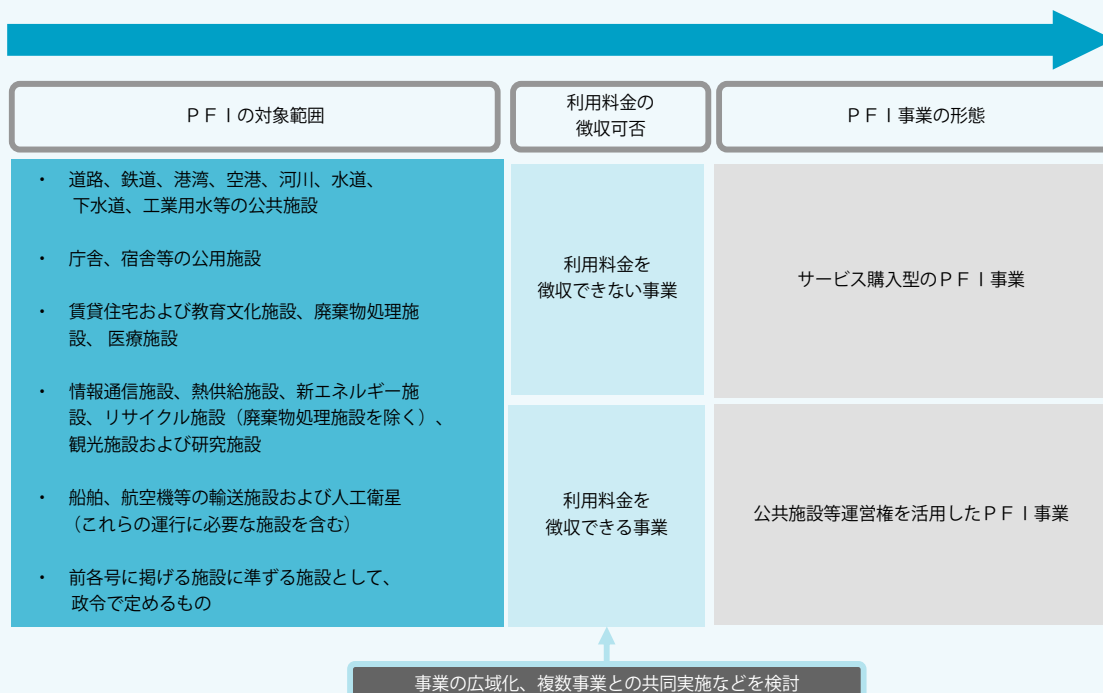 ＰＦＩの対象範囲
利用料金の
徴収可否
ＰＦＩ事業の形態
・ 道路、鉄道、港湾、空港、河川、水道、
下水道、工業用水等の公共施設
・ 庁舎、宿舎等の公用施設
・ 賃貸住宅および教育文化施設、廃棄物処理施
設、 医療施設
・ 情報通信施設、熱供給施設、新エネルギー施
設、リサイクル施設（廃棄物処理施設を除く）、
観光施設および研究施設
・ 船舶、航空機等の輸送施設および人工衛星
（これらの運行に必要な施設を含む）
・ 前各号に掲げる施設に準ずる施設として、
政令で定めるもの
利用料金を
徴収できない事業
サービス購入型のＰＦＩ事業
利用料金を
徴収できる事業
公共施設等運営権を活用したＰＦＩ事業
事業の広域化、複数事業との共同実施などを検討